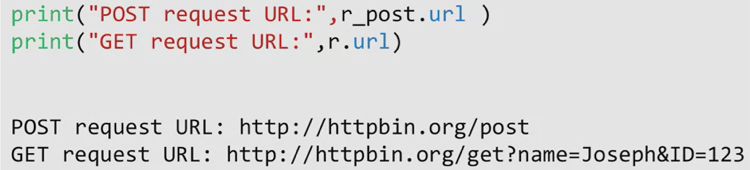 print("POST request URL:",r_post.url )
print("GET request URL:",r.url)
POST request URL: http://httpbin.org/post
GET request URL: http://httpbin.org/get?name=Joseph&ID=123